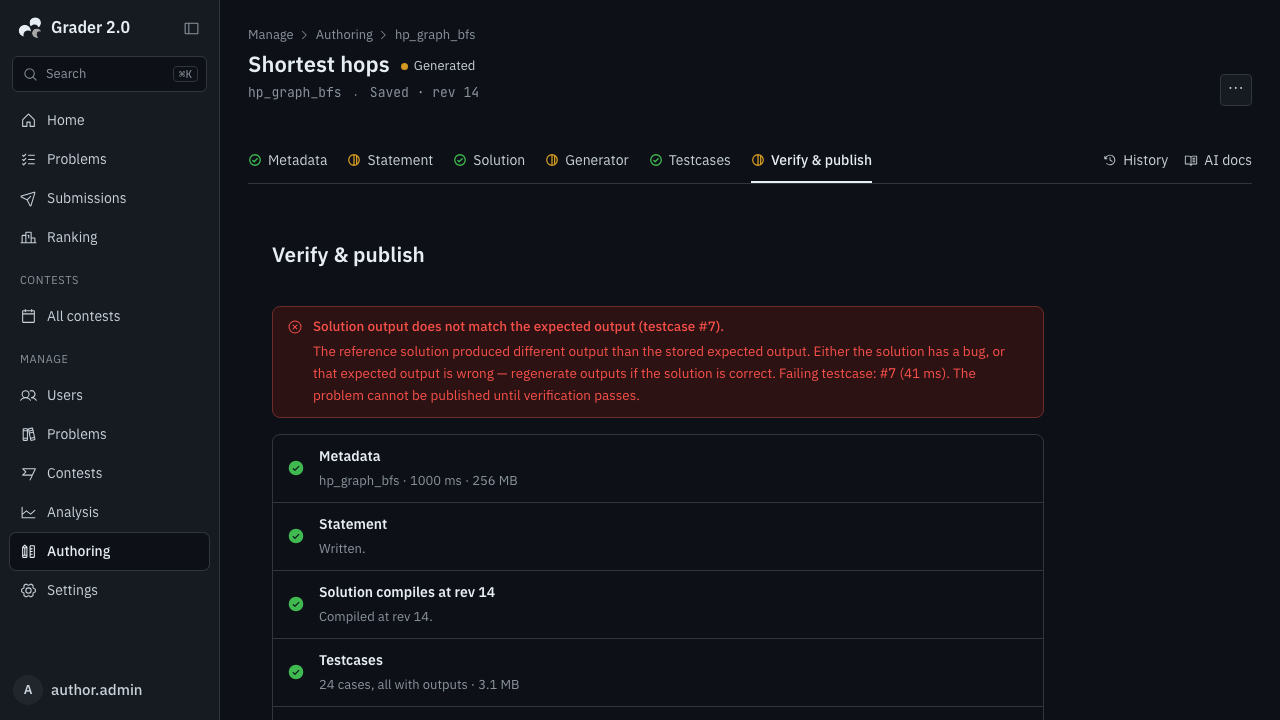 Grader 2.0
Search ⌘K
Home
Problems
Submissions
Ranking
CONTESTS
All contests
MANAGE
Users
Problems
Contests
Analysis
Authoring
Settings
A author.admin
Manage > Authoring > hp_graph_bfs
Shortest hops Generated
hp_graph_bfs . Saved · rev 14
...
Metadata Statement Solution Generator Testcases Verify & publish History AI docs
Verify & publish
Solution output does not match the expected output (testcase #7).
The reference solution produced different output than the stored expected output. Either the solution has a bug, or
that expected output is wrong — regenerate outputs if the solution is correct. Failing testcase: #7 (41 ms). The
problem cannot be published until verification passes.
Metadata
hp_graph_bfs · 1000 ms · 256 MB
Statement
Written.
Solution compiles at rev 14
Compiled at rev 14.
Testcases
24 cases, all with outputs · 3.1 MB